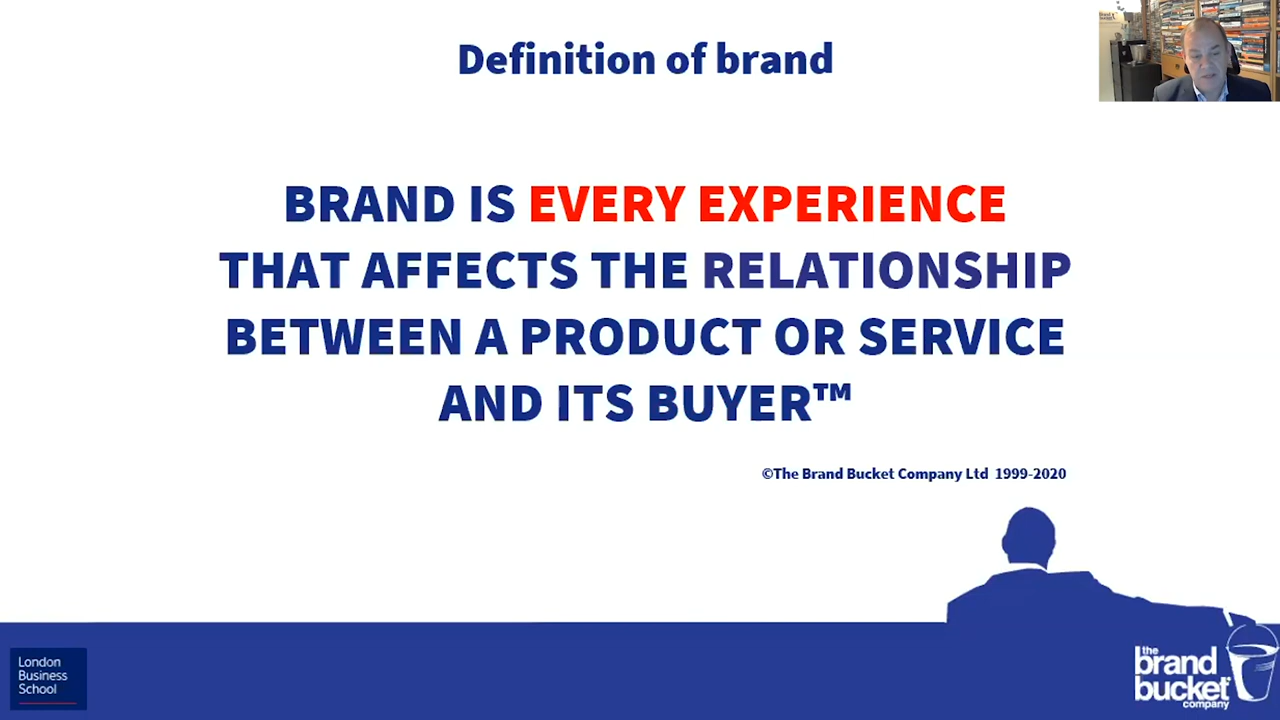 Definition of brand
BRAND IS EVERY EXPERIENCE
THAT AFFECTS THE RELATIONSHIP
BETWEEN A PRODUCT OR SERVICE
AND ITS BUYER™
©The Brand Bucket Company Ltd 1999-2020
London
Business
School
the
brand
bucket®
company